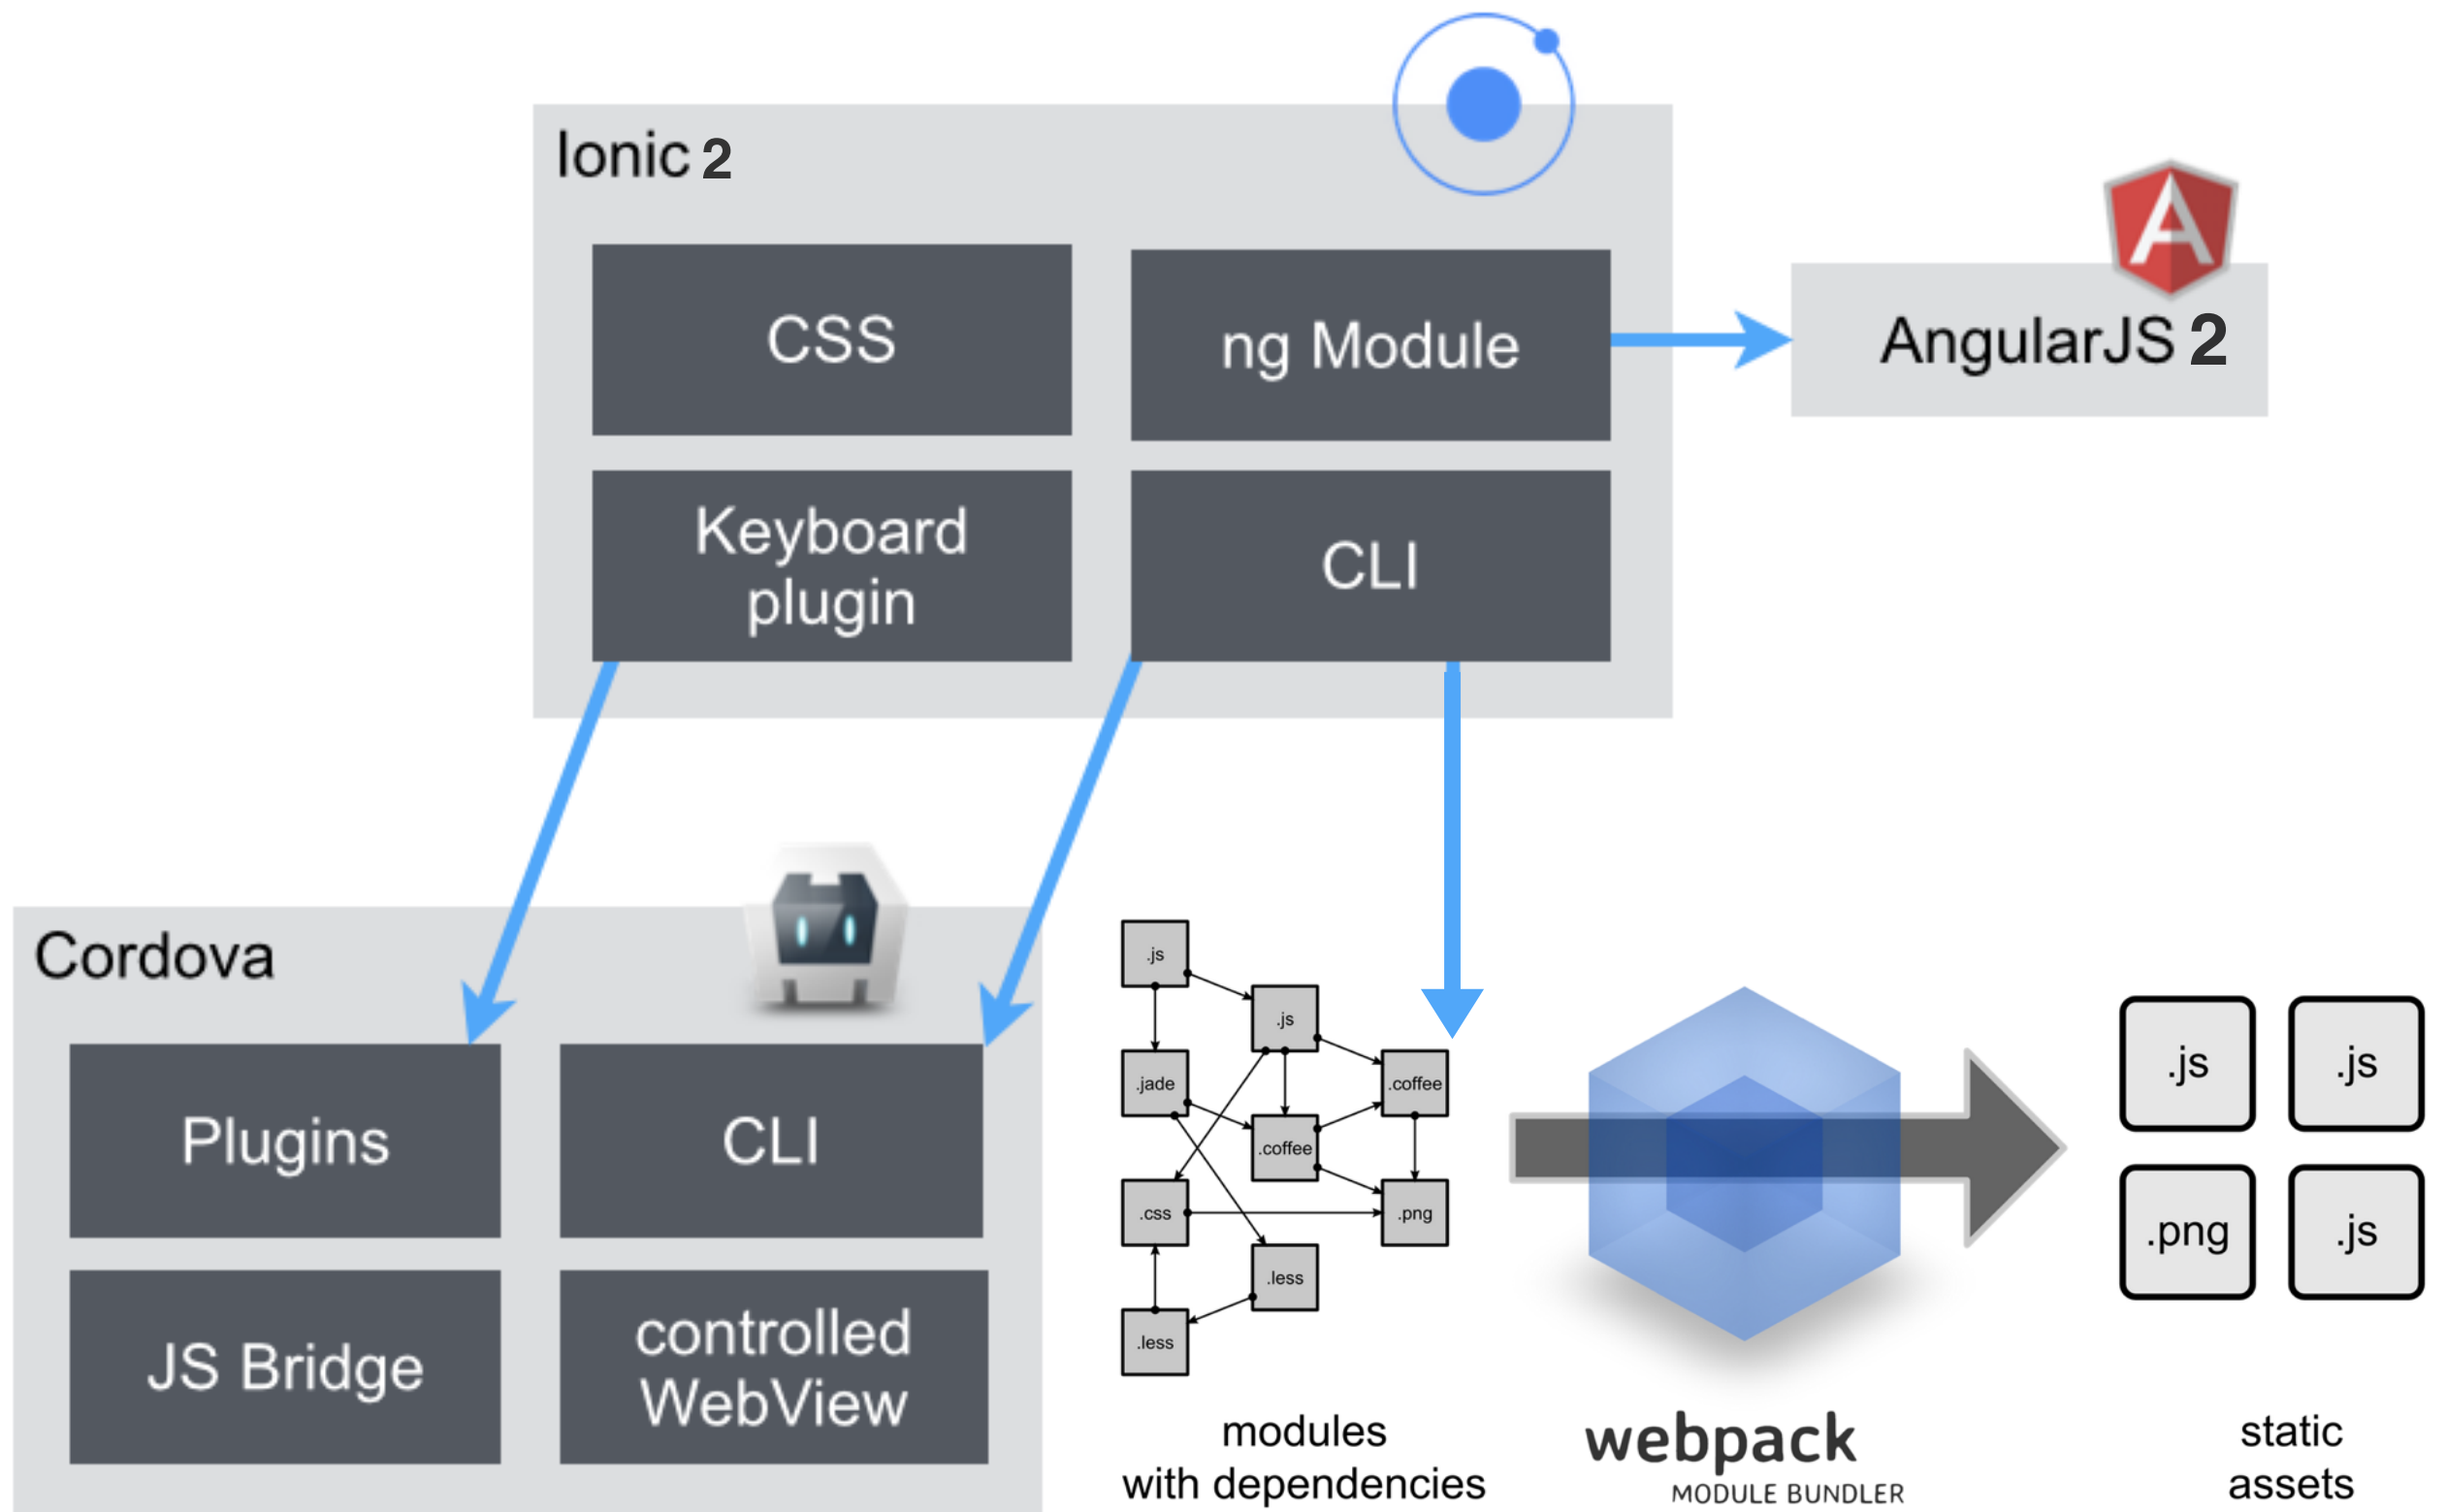 Ionic 2
CSS
ng Module
AngularJS 2
Keyboard
plugin
CLI
Cordova
Plugins
CLI
JS Bridge
controlled
WebView
.js
.js
.jade
.coffee
.coffee
.css
.png
.less
.less
modules
with dependencies
webpack
MODULE BUNDLER
.js
.js
.png
.js
static
assets